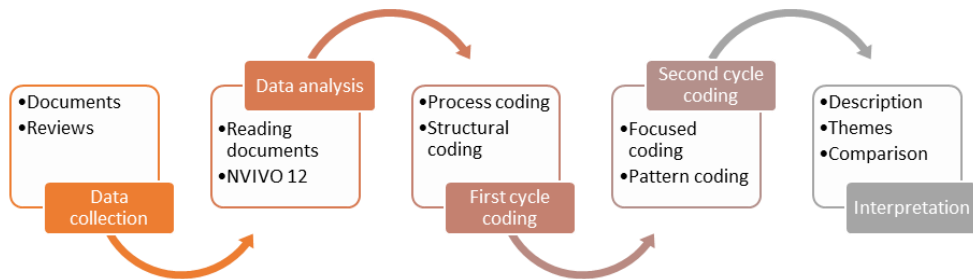 •Documents
•Reviews
Data
collection
Data analysis
•Reading
documents
•NVIVO 12
•Process coding
•Structural
coding
First cycle
coding
Second cycle
coding
•Focused
coding
•Pattern coding
•Description
•Themes
•Comparison
Interpretation